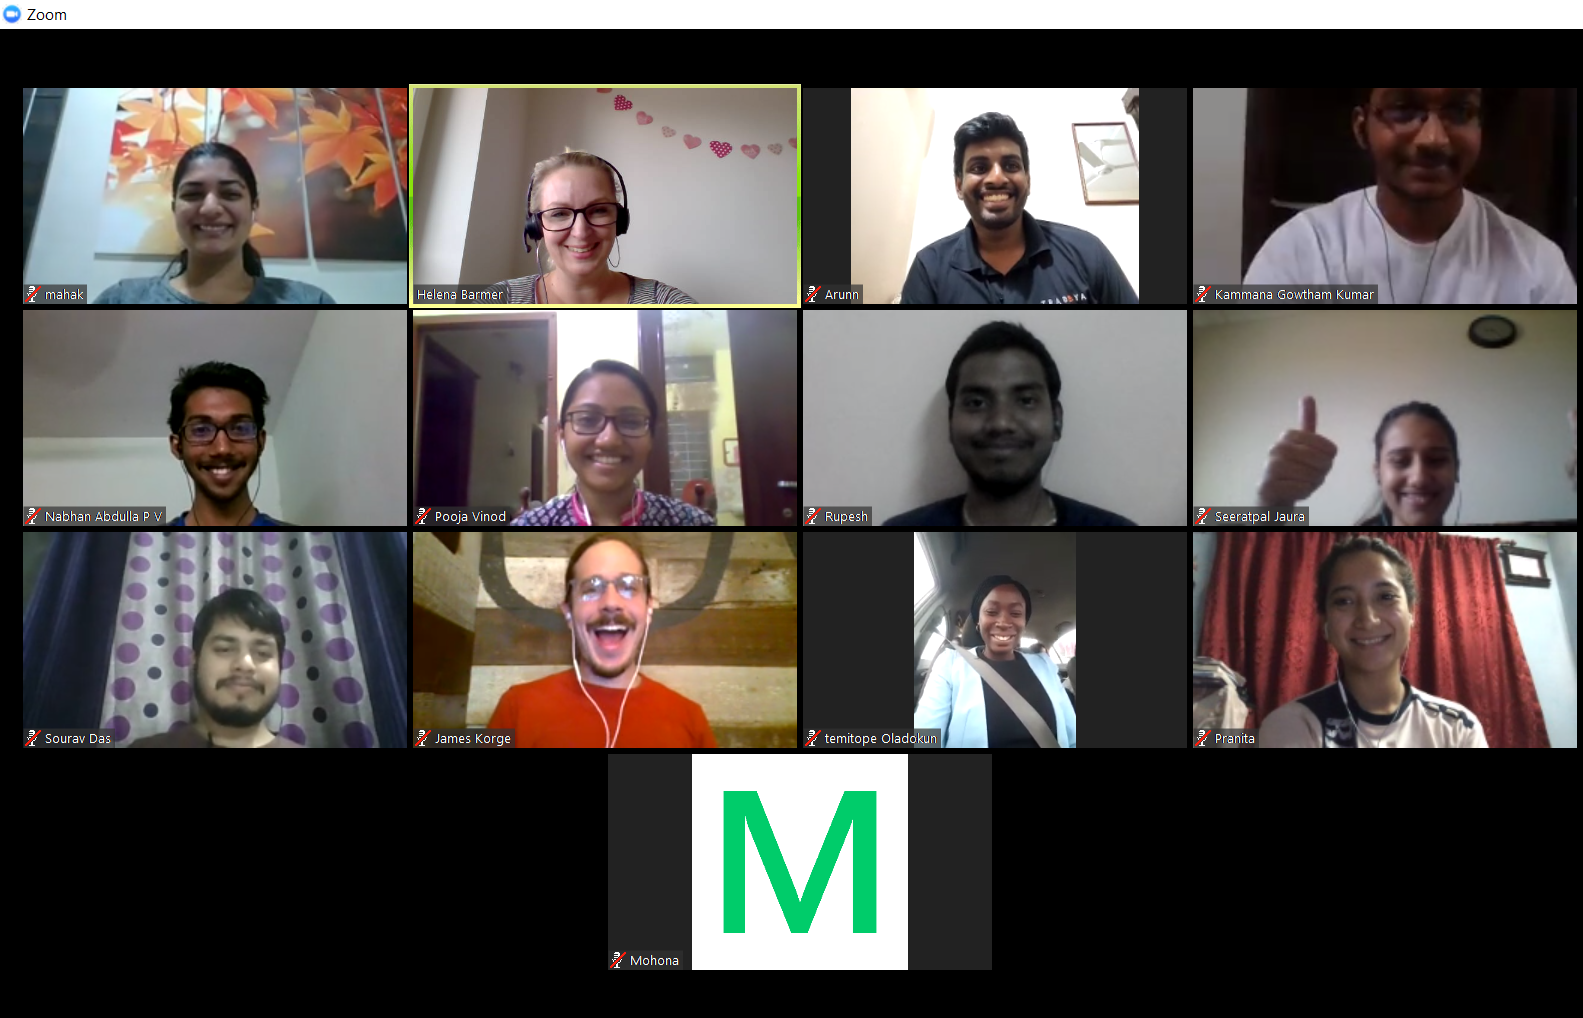 Zoom
mahak
Helena Barmer
Arunn
Kammana Gowtham Kumar
Nabhan Abdulla P V
Pooja Vinod
Rupesh
Seeratpal Jaura
Sourav Das
James Korge
temitope Oladokun
Pranita
M
Mohona